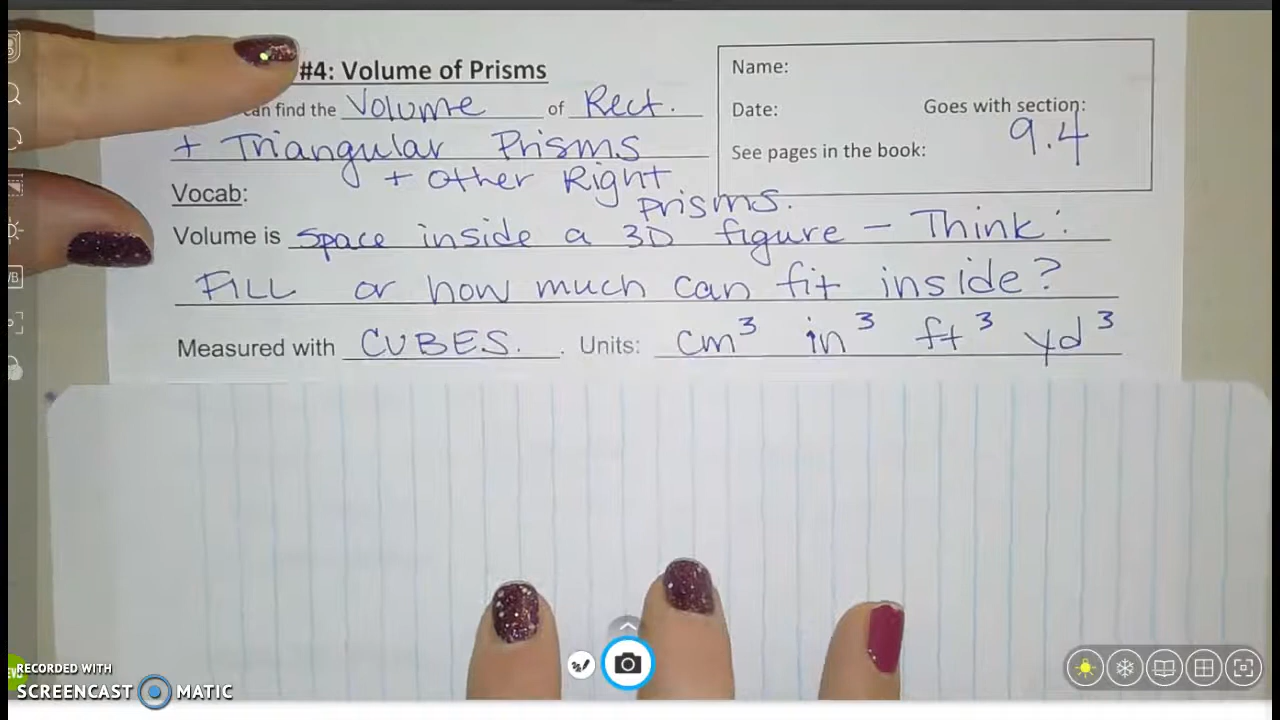 #4: Volume of Prisms
can find the Volume of Rect.
+ Triangular Prisms
+ other Right
prisms.
Vocab:
Volume is space inside a 3D figure – Think:
FILL or how much can fit inside?
Measured with CUBES. . Units: cm³ in³ ft³ yd³
Name:
Date:
Goes with section:
9.4
See pages in the book:
RECORDED WITH
SCREENCAST MATIC